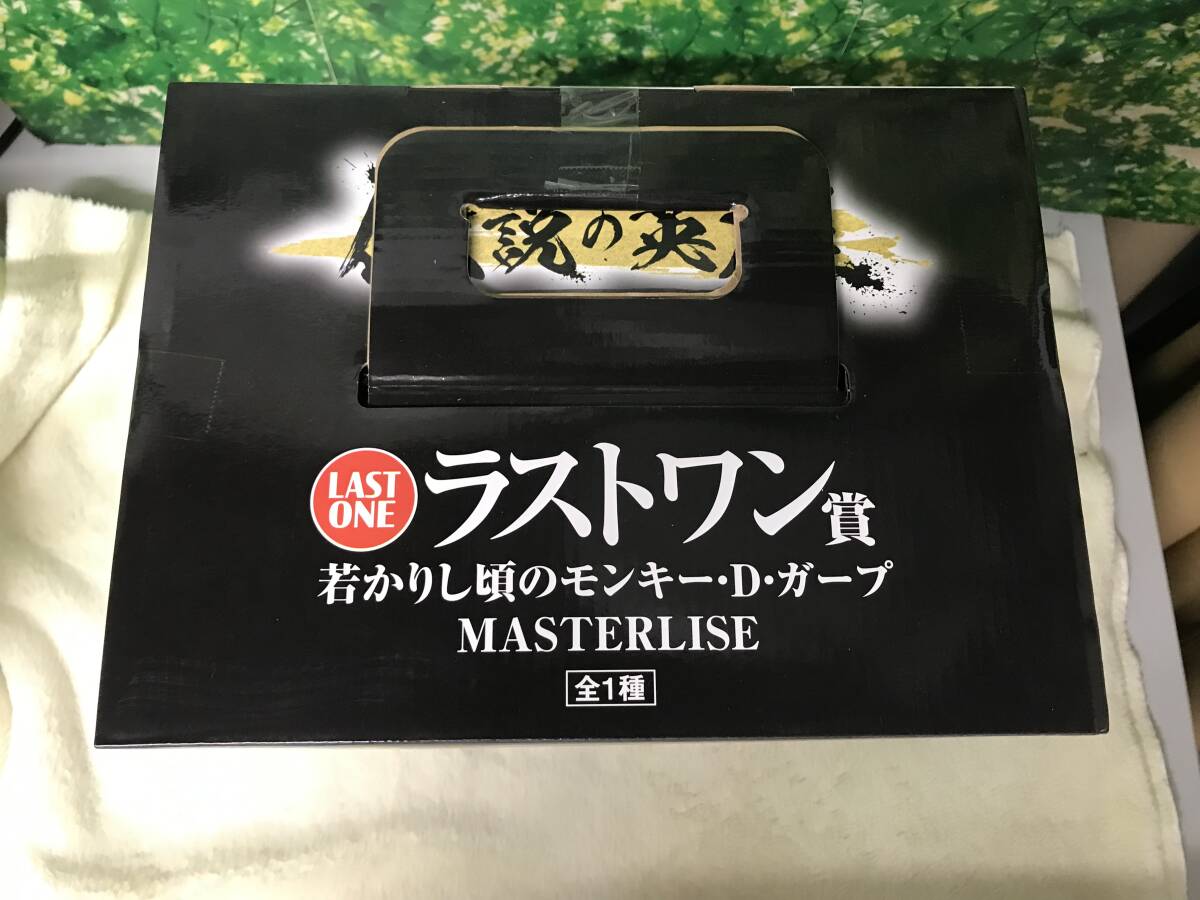 説の英
LAST
ONE
ラストワン賞
若かりし頃のモンキー・D・ガープ
MASTERLISE
全1種